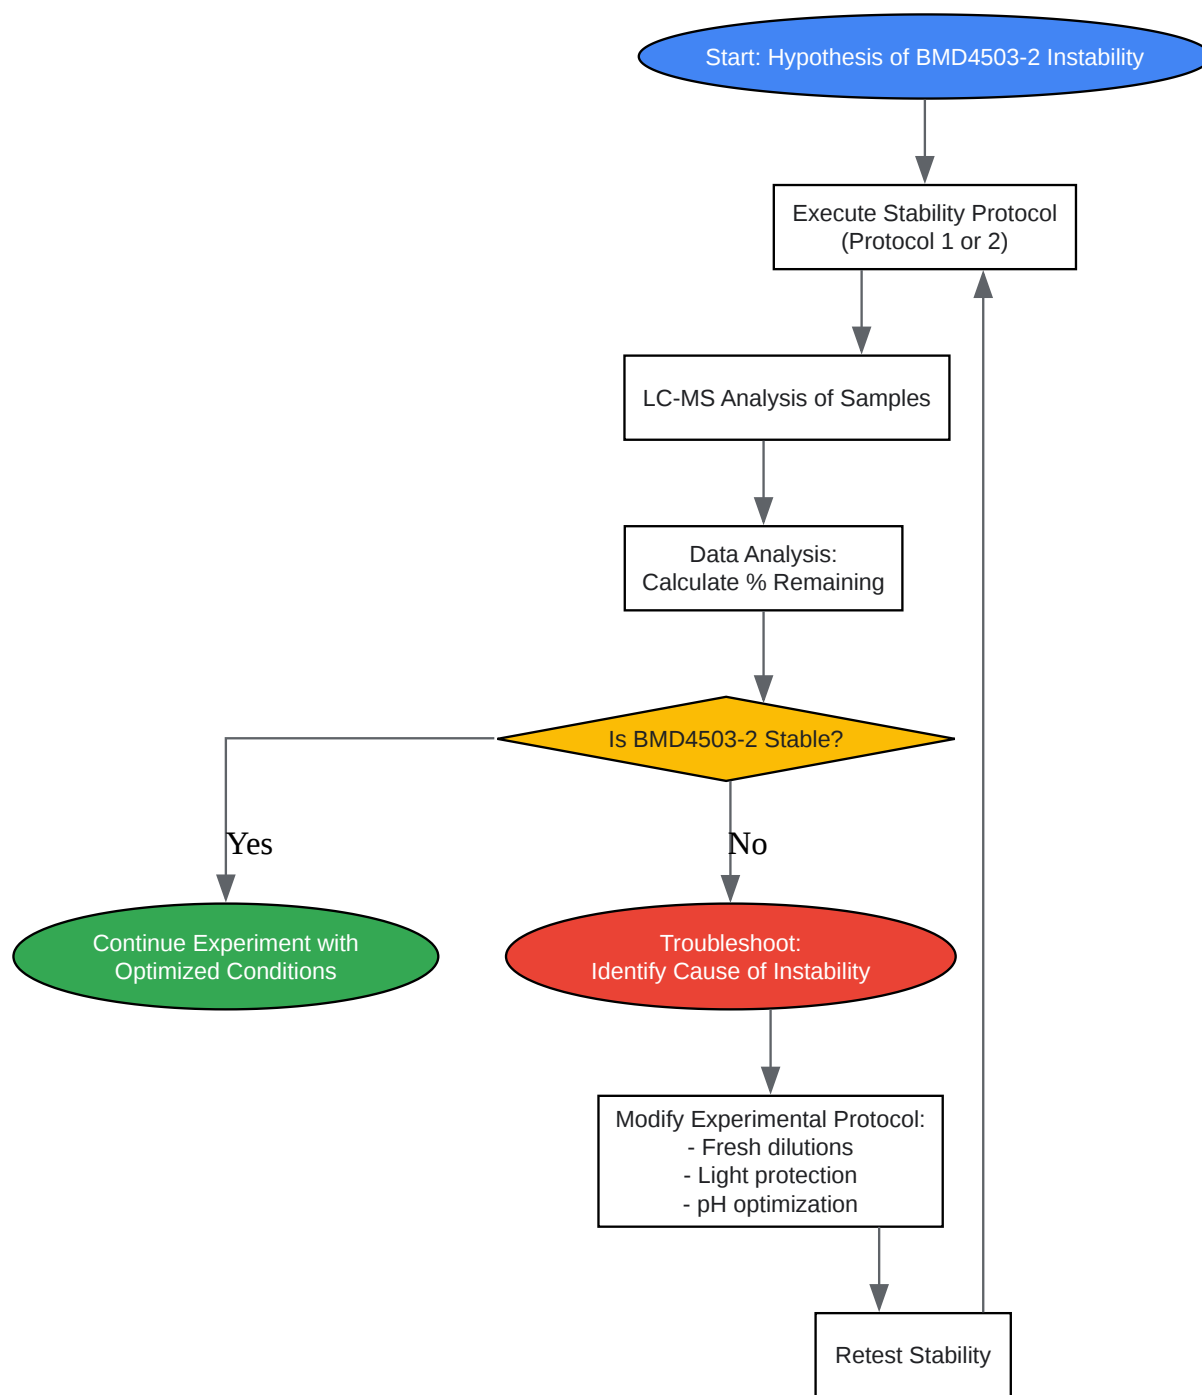 Start: Hypothesis of BMD4503-2 Instability
Execute Stability Protocol
(Protocol 1 or 2)
LC-MS Analysis of Samples
Data Analysis:
Calculate % Remaining
Is BMD4503-2 Stable?
Yes
No
Continue Experiment with
Optimized Conditions
Troubleshoot:
Identify Cause of Instability
Modify Experimental Protocol:
- Fresh dilutions
- Light protection
- pH optimization
Retest Stability